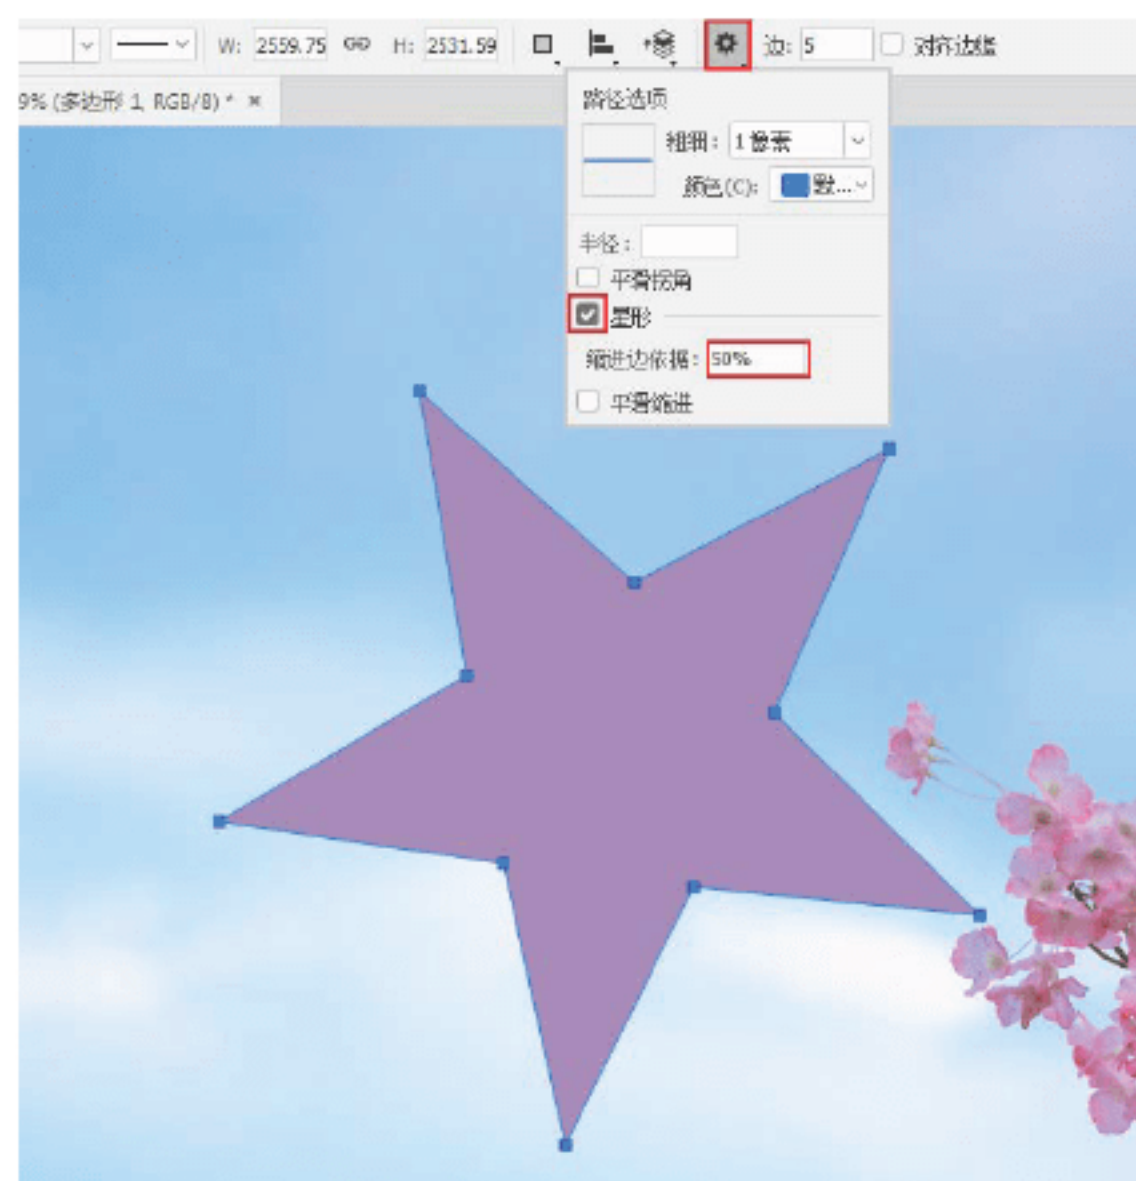 W: 2559.75 H: 2531.59 边: 5 对齐边缘
9% (多边形 1, RGB/8) * ×
路径选项
粗细: 1 像素
颜色(C): 默...
半径:
平滑拐角
星形
缩进边依据: 50%
平滑缩进